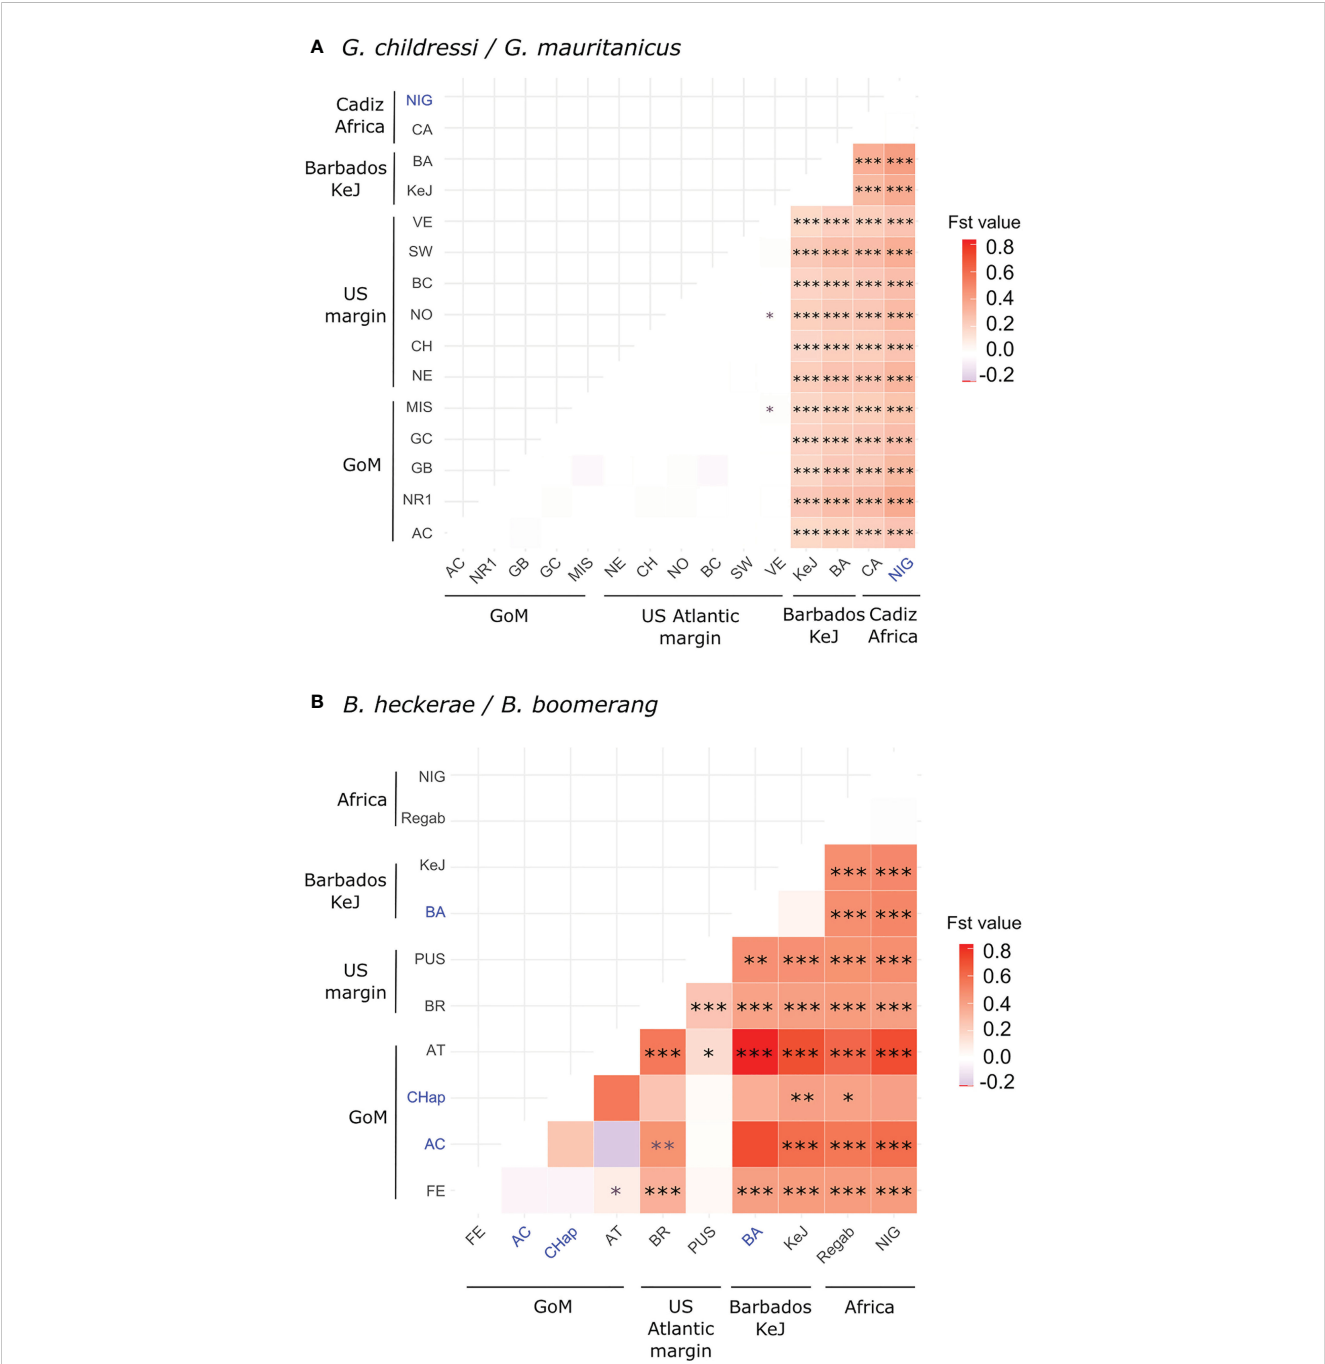 A G. childressi / G. mauritanicus
Cadiz
Africa
Barbados
KeJ
US
margin
GoM
NIG
CA
BA *** ***
KeJ *** ***
VE *** *** *** ***
SW *** *** *** ***
BC *** *** *** ***
NO * *** *** *** ***
CH *** *** *** ***
NE *** *** *** ***
MIS * *** *** *** ***
GC *** *** *** ***
GB *** *** *** ***
NR1 *** *** *** ***
AC *** *** *** ***
AC NR1 GB GC MIS NE CH NO BC SW VE KeJ BA CA NIG
GoM US Atlantic Barbados Cadiz
margin KeJ Africa
Fst value
0.8
0.6
0.4
0.2
0.0
-0.2
B B. heckerae / B. boomerang
Africa
Barbados
KeJ
US
margin
GoM
NIG
Regab
KeJ *** ***
BA *** ***
PUS ** *** *** ***
BR *** *** *** *** ***
AT *** * *** *** *** ***
CHap ** *
AC ** *** *** ***
FE * *** *** *** *** ***
FE AC CHap AT BR PUS BA KeJ Regab NIG
GoM US Barbados Africa
Atlantic KeJ
margin
Fst value
0.8
0.6
0.4
0.2
0.0
-0.2